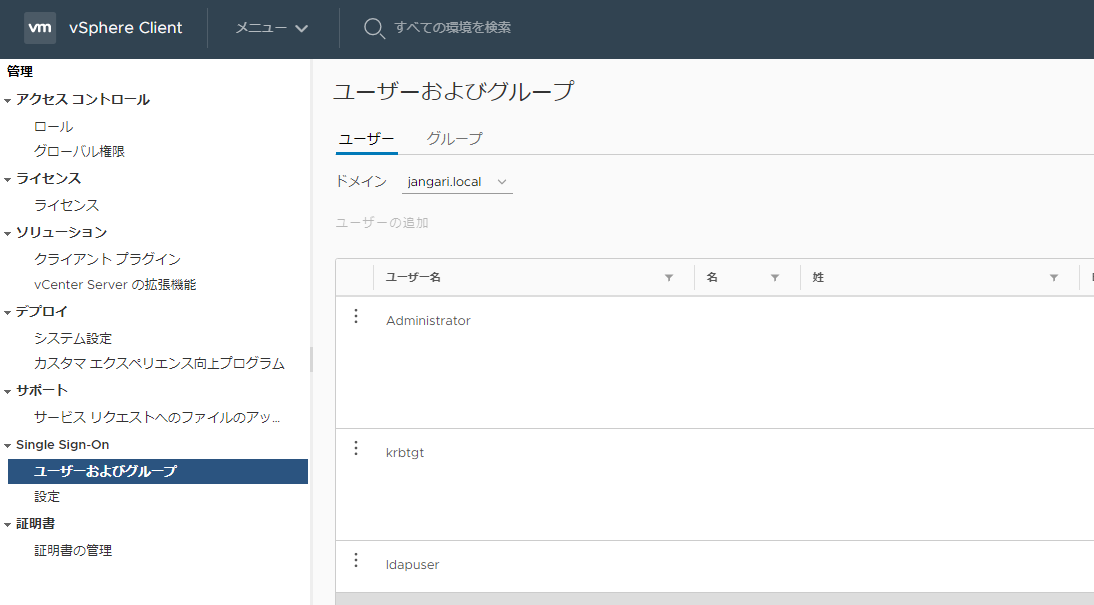 vm vSphere Client メニュー すべての環境を検索
管理
アクセス コントロール
ロール
グローバル権限
ライセンス
ライセンス
ソリューション
クライアント プラグイン
vCenter Server の拡張機能
デプロイ
システム設定
カスタマ エクスペリエンス向上プログラム
サポート
サービス リクエストへのファイルのアッ...
Single Sign-On
ユーザーおよびグループ
設定
証明書
証明書の管理
ユーザーおよびグループ
ユーザー グループ
ドメイン jangari.local
ユーザーの追加
ユーザー名 名 姓
Administrator
krbtgt
ldapuser